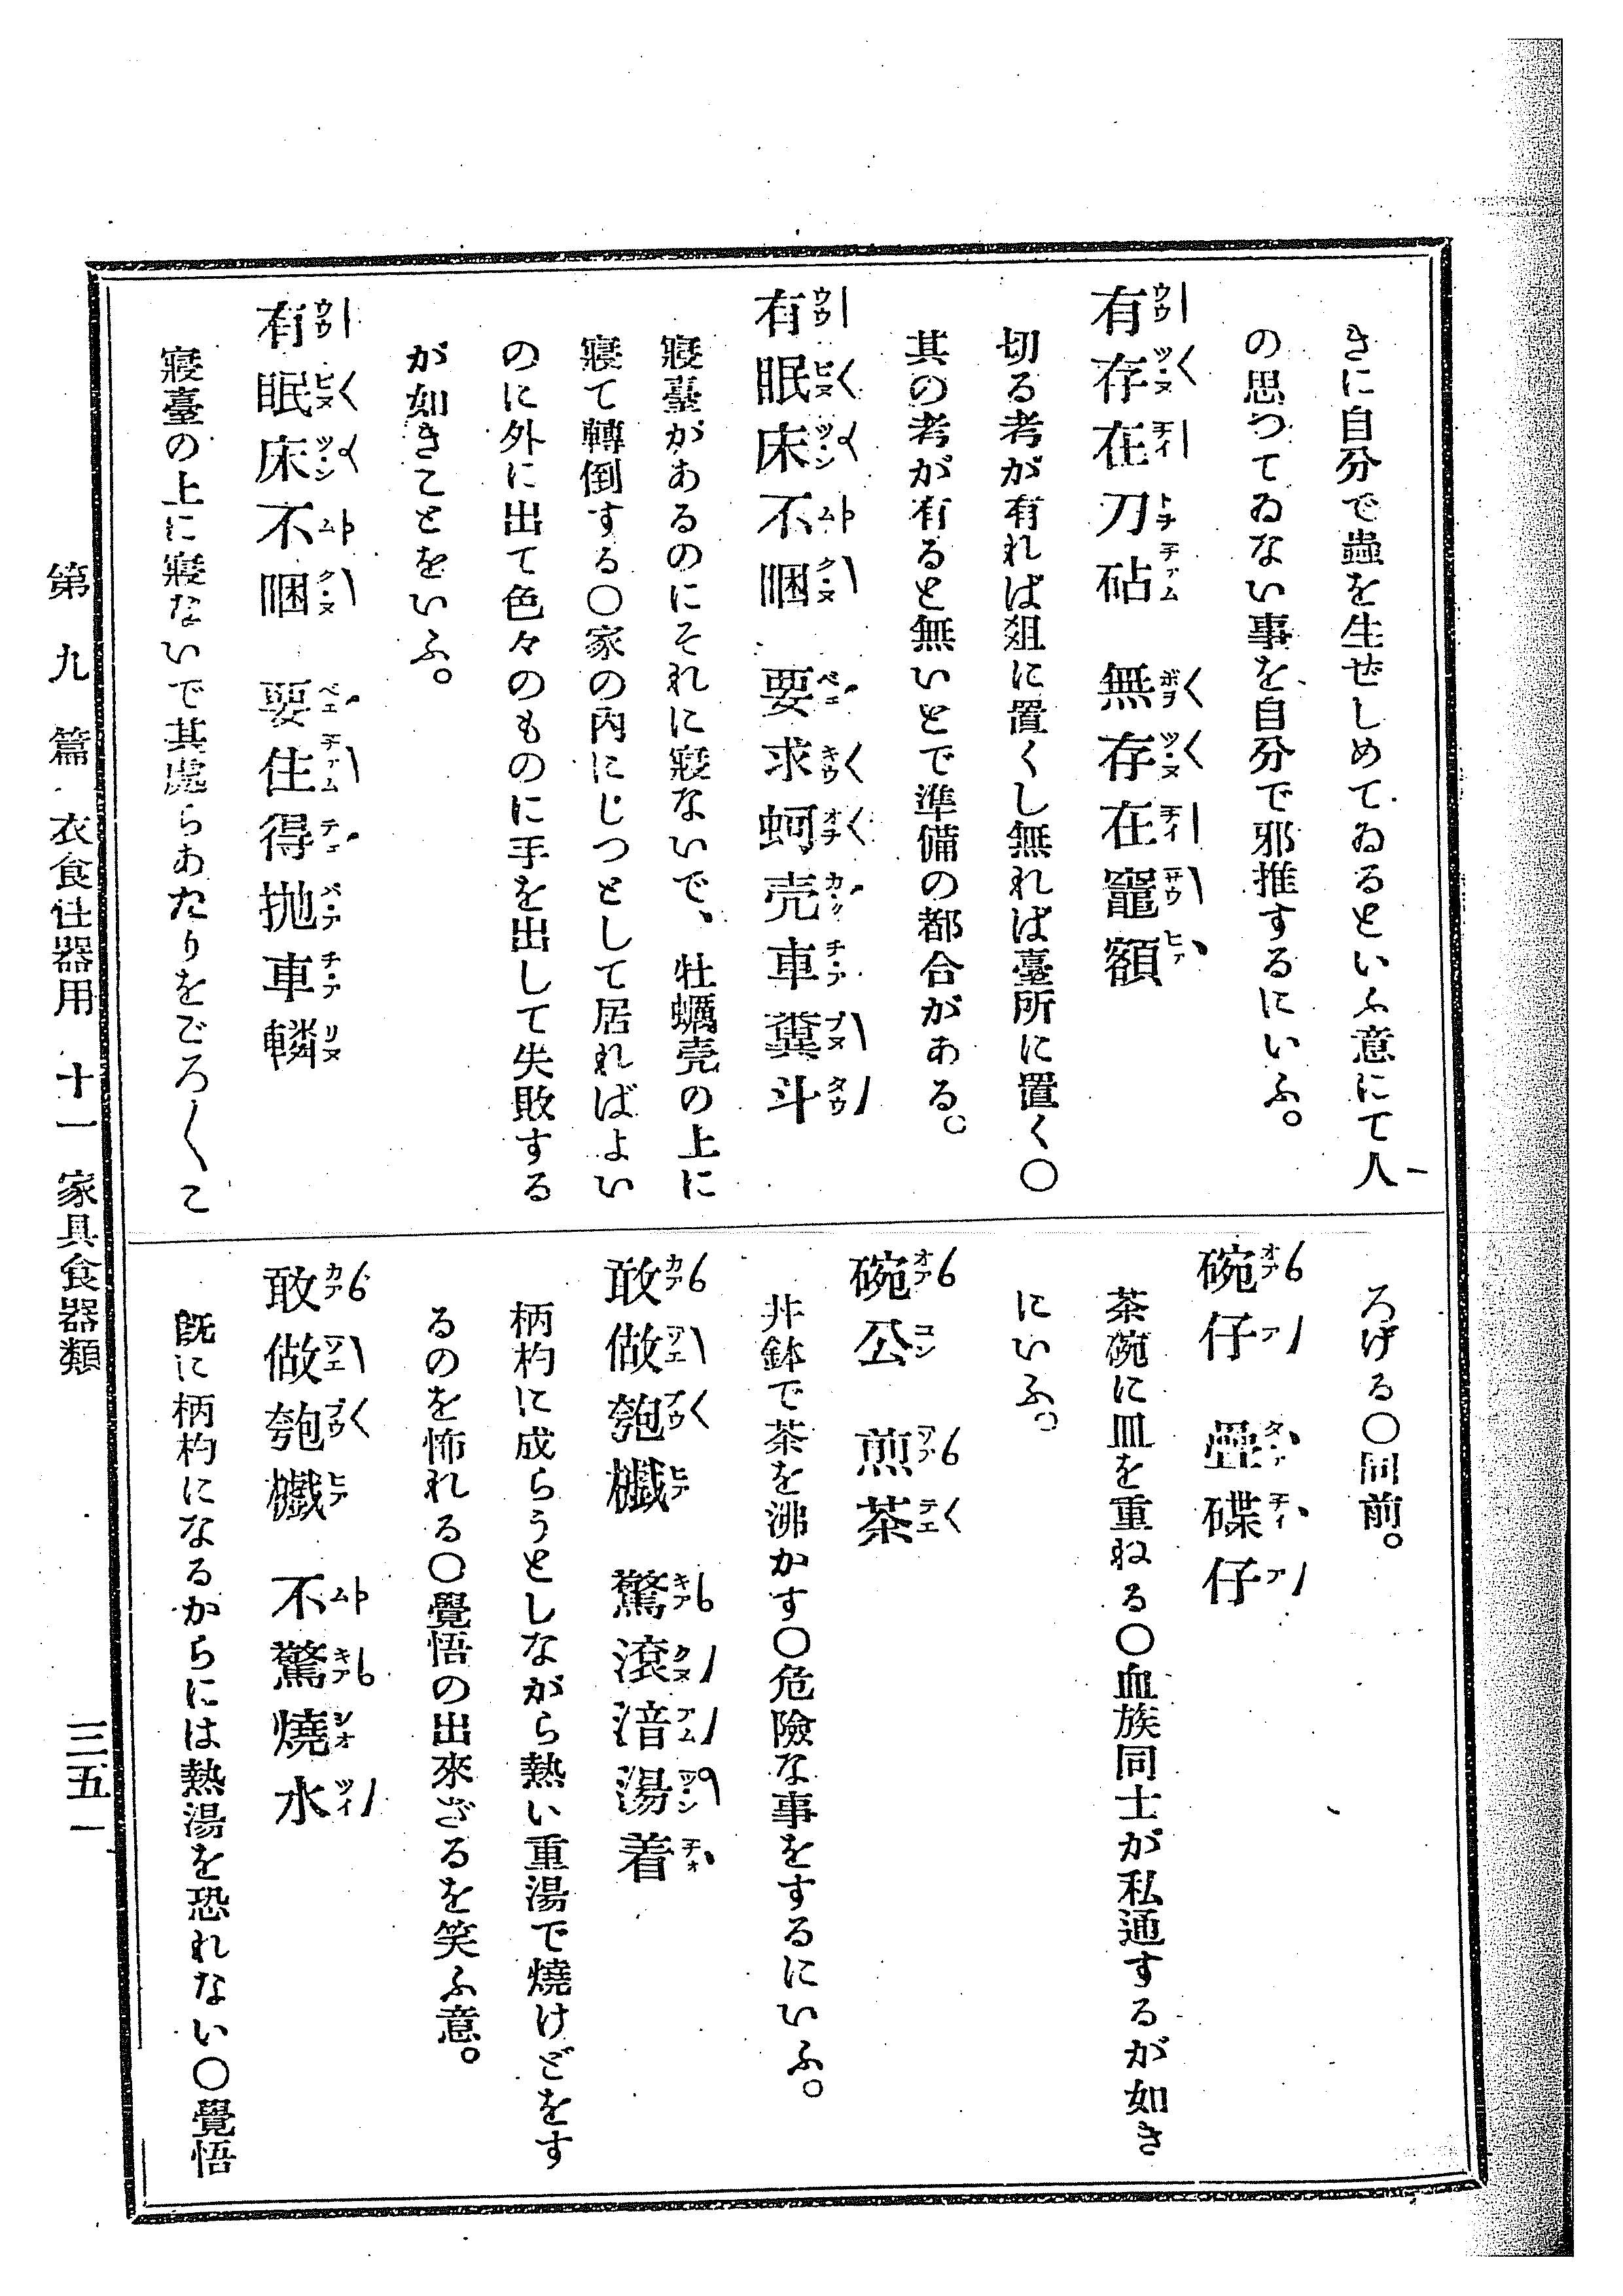 きに自分で蛊を生ぜしめてゐるといふ意にて人
の思つてゐない事を自分で邪推するにいふ。
有存在刀砧 無存在竈額
切る考が有れば俎に置くし無れば臺所に置く〇
其の考が有ると無いとで準備の都合がある。
有眠床不睏 要求蚵壳車糞斗
寢臺があるのにそれに寢ないで、牡蠣壳の上に
寢て轉倒する〇家の內にじつとして居ればよい
のに外に出て色々のものに手を出して失敗する
が如きことをいふ。
有眠床不睏 要住得抛車轔
寢臺の上に寢ないで其處らあたりをごろ〱こ
ろげる〇同前。
碗仔 疊碟仔
茶碗に皿を重ねる〇血族同士が私通するが如き
にいふ。
碗公 煎茶
丼鉢で茶を沸かす〇危險な事をするにいふ。
敢做匏櫼 驚滾湆湯着
柄杓に成らうとしながら熱い重湯で燒けどをす
るのを怖れる〇覺悟の出來ざるを笑ふ意。
敢做匏櫼 不驚燒水
既に柄杓になるからには熱湯を恐れない〇覺悟
第九篇 衣食住器用 十一 家具食器類
三五一